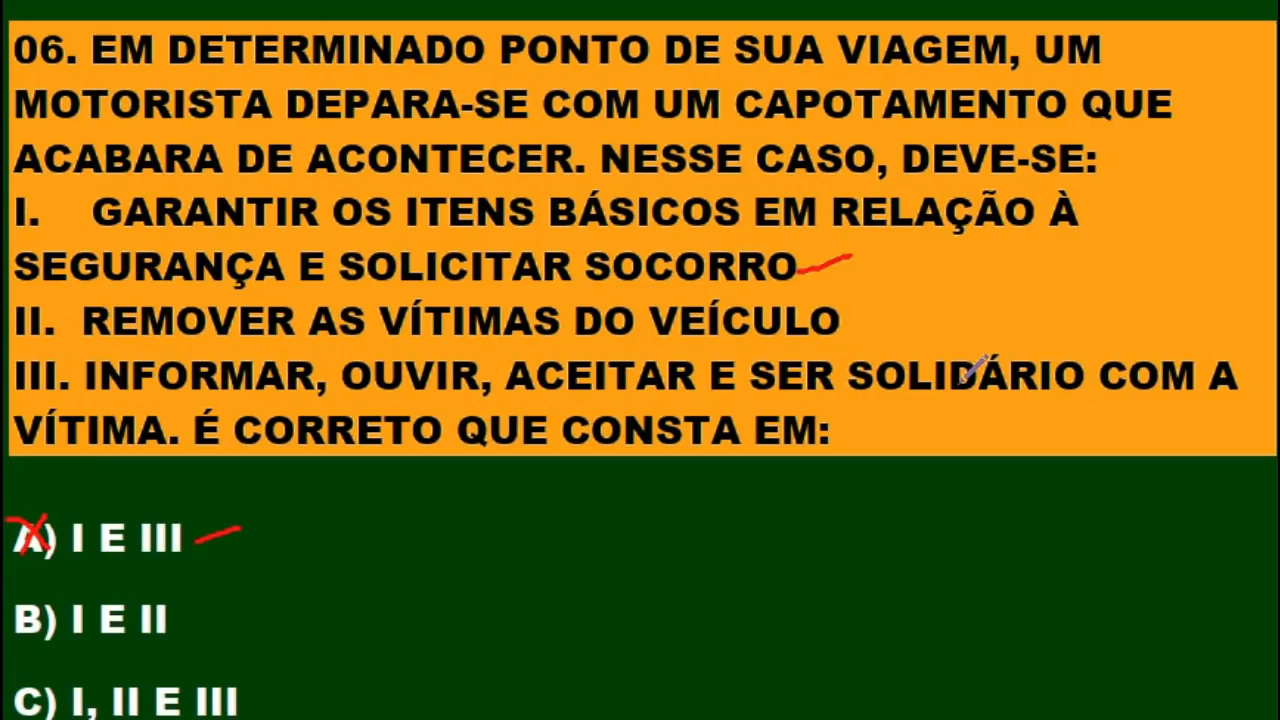 06. EM DETERMINADO PONTO DE SUA VIAGEM, UM
MOTORISTA DEPARA-SE COM UM CAPOTAMENTO QUE
ACABARA DE ACONTECER. NESSE CASO, DEVE-SE:
I. GARANTIR OS ITENS BÁSICOS EM RELAÇÃO À
SEGURANÇA E SOLICITAR SOCORRO
II. REMOVER AS VÍTIMAS DO VEÍCULO
III. INFORMAR, OUVIR, ACEITAR E SER SOLIDÁRIO COM A
VÍTIMA. É CORRETO QUE CONSTA EM:
A) I E III
B) I E II
C) I, II E III